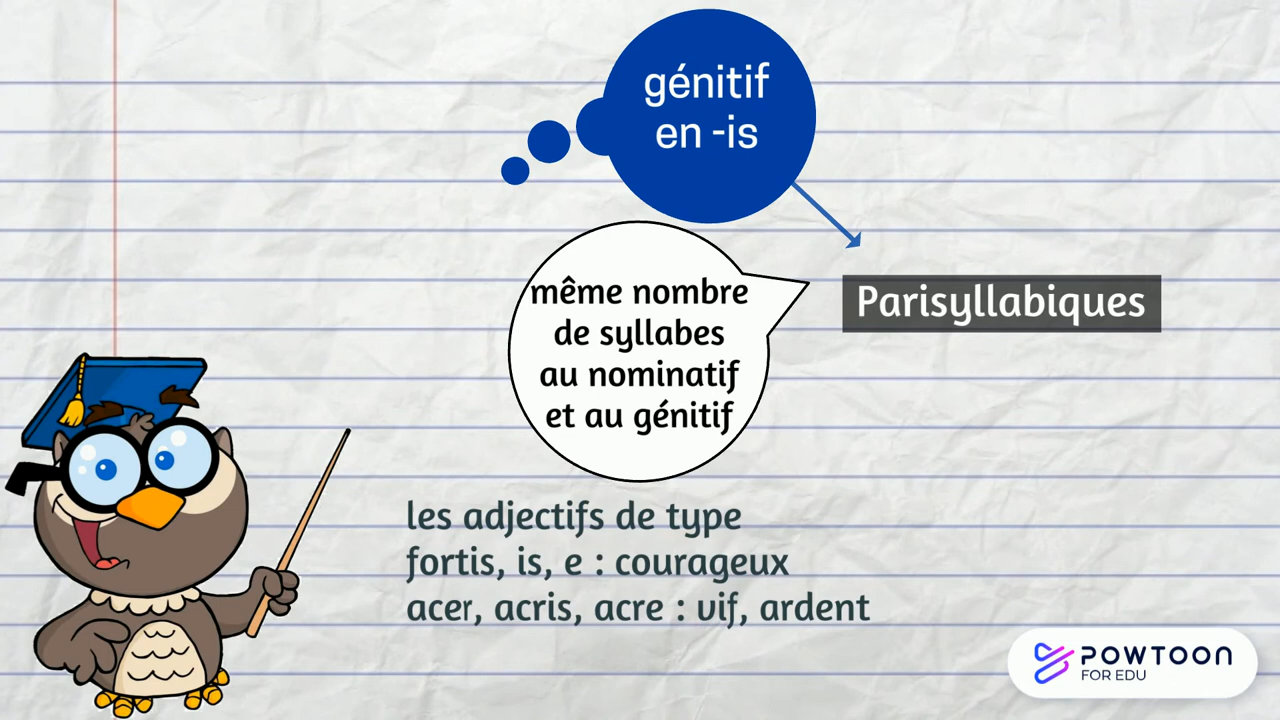 génitif
en -is
Parisyllabiques
même nombre
de syllabes
au nominatif
et au génitif
les adjectifs de type
fortis, is, e : courageux
acer, acris, acre : vif, ardent
POWTOON
FOR EDU